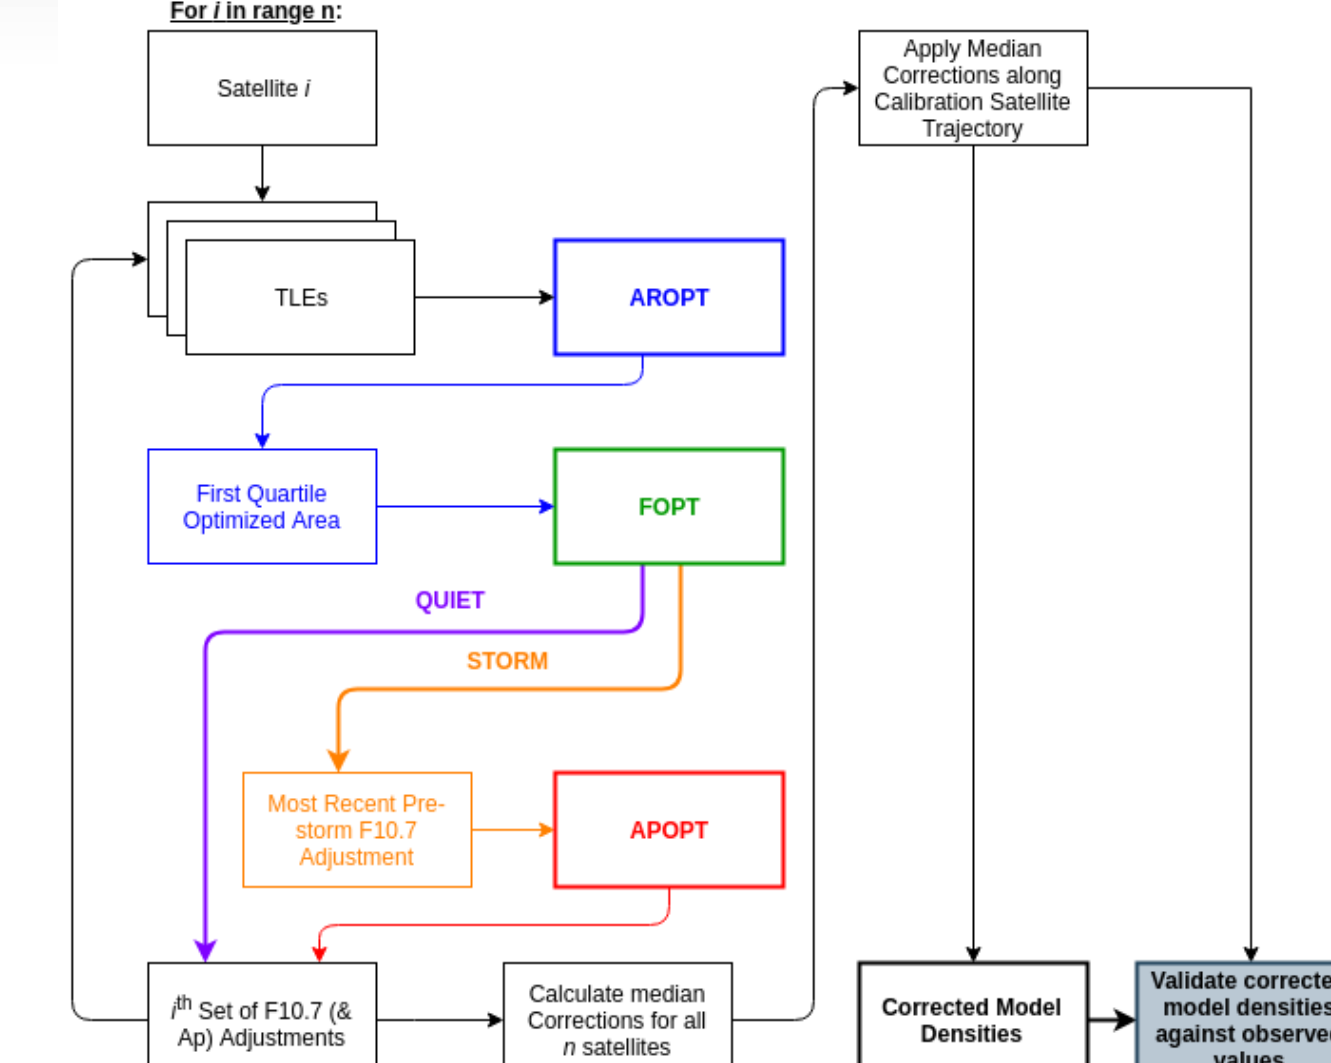 For i in range n:
Satellite i
TLEs
AROPT
First Quartile
Optimized Area
FOPT
QUIET
STORM
Most Recent Pre-
storm F10.7
Adjustment
APOPT
ith Set of F10.7 (&
Ap) Adjustments
Calculate median
Corrections for all
n satellites
Apply Median
Corrections along
Calibration Satellite
Trajectory
Corrected Model
Densities
Validate correcte
model densities
against observe
values